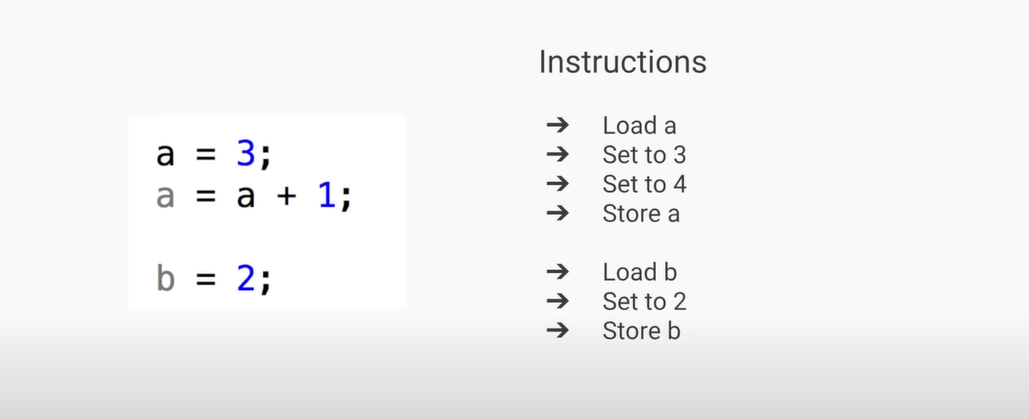 a = 3;
a = a + 1;
b = 2;
Instructions
➔ Load a
➔ Set to 3
➔ Set to 4
➔ Store a
➔ Load b
➔ Set to 2
➔ Store b